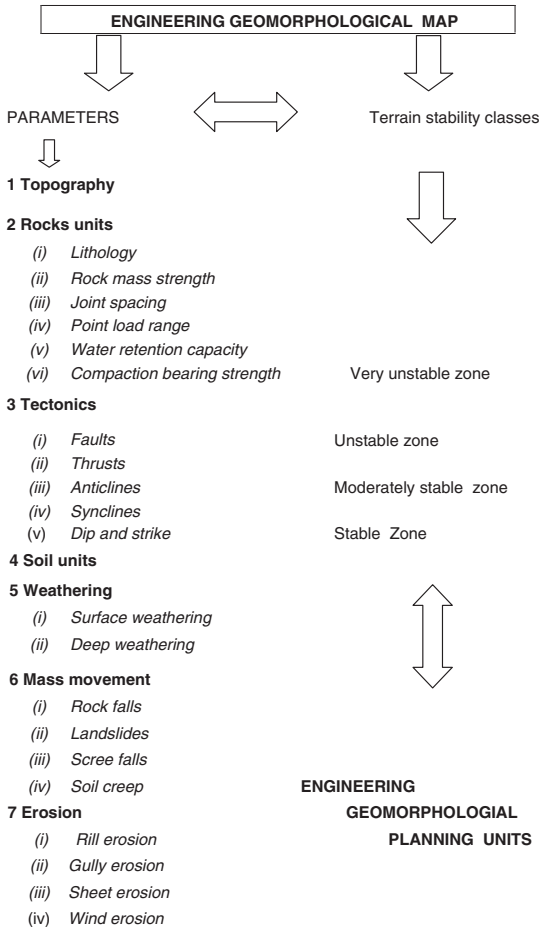 ENGINEERING GEOMORPHOLOGICAL MAP
PARAMETERS
Terrain stability classes
1 Topography
2 Rocks units
(i) Lithology
(ii) Rock mass strength
(iii) Joint spacing
(iv) Point load range
(v) Water retention capacity
(vi) Compaction bearing strength
Very unstable zone
3 Tectonics
(i) Faults
Unstable zone
(ii) Thrusts
(iii) Anticlines
Moderately stable zone
(iv) Synclines
(v) Dip and strike
Stable Zone
4 Soil units
5 Weathering
(i) Surface weathering
(ii) Deep weathering
6 Mass movement
(i) Rock falls
(ii) Landslides
(iii) Scree falls
(iv) Soil creep
ENGINEERING
7 Erosion
GEOMORPHOLOGIAL
(i) Rill erosion
PLANNING UNITS
(ii) Gully erosion
(iii) Sheet erosion
(iv) Wind erosion